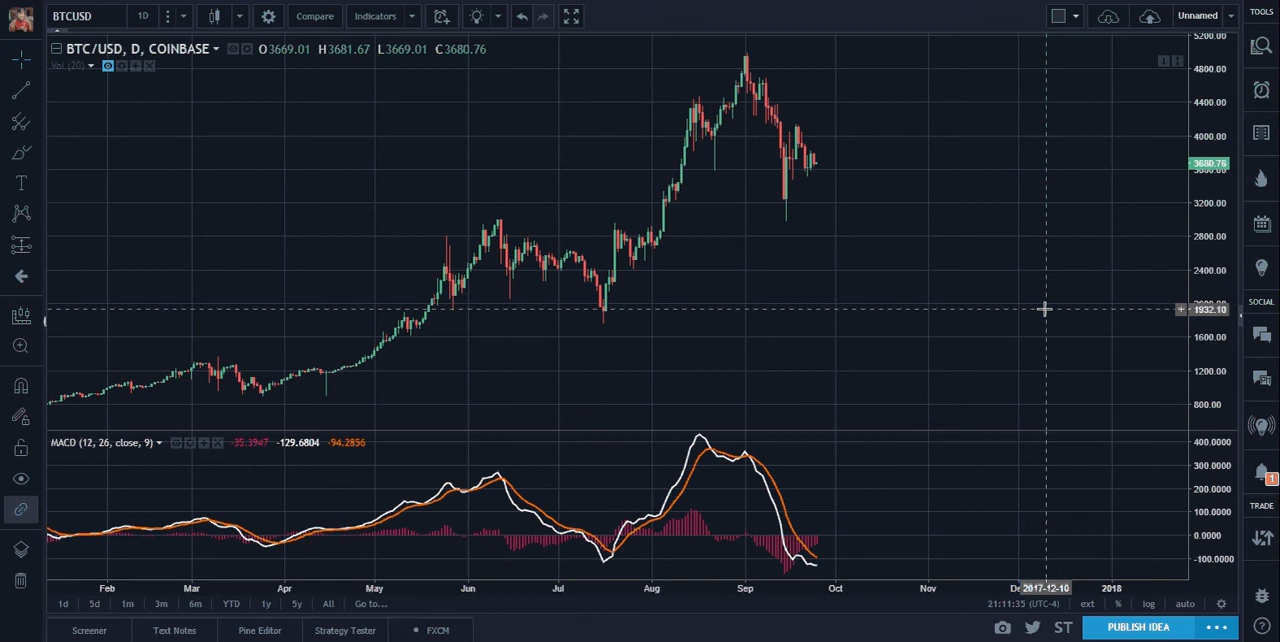 BTCUSD 1D Compare Indicators Unnamed TOOLS
BTC/USD, D, COINBASE O3669.01 H3681.67 L3669.01 C3680.76
Vol (20)
5200.00
4800.00
4400.00
4000.00
3680.76
3600.00
3200.00
2800.00
2400.00
1932.10
1600.00
1200.00
800.00
SOCIAL
MACD (12, 26, close, 9) -35.3947 -129.6804 -94.2856
400.0000
300.0000
200.0000
100.0000
0.0000
-100.0000
1
TRADE
Feb Mar Apr May Jun Jul Aug Sep Oct Nov 2017-12-10 2018
1d 5d 1m 3m 6m YTD 1y 5y All Go to... 21:11:35 (UTC-4) ext % log auto
Screener Text Notes Pine Editor Strategy Tester FXCM ST PUBLISH IDEA